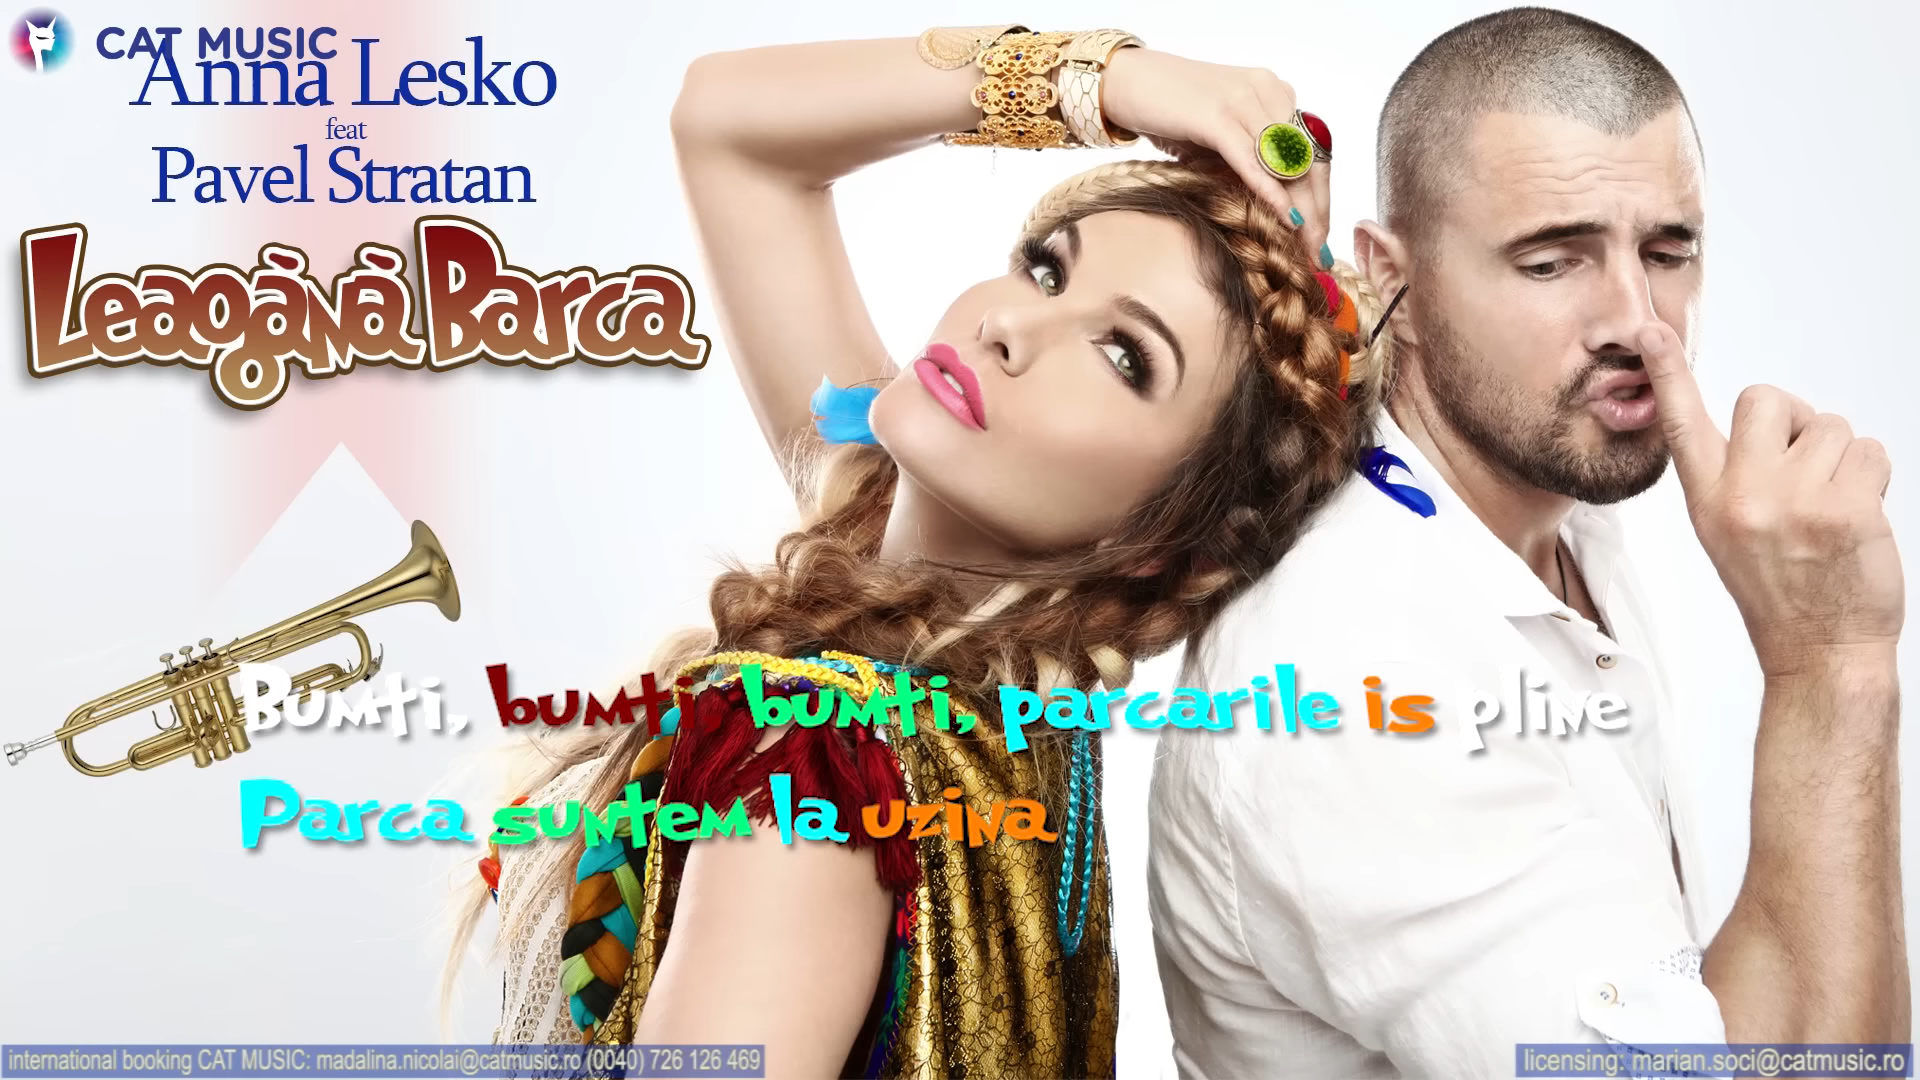 CAT MUSIC
Anna Lesko
feat
Pavel Stratan
Leagànà Barca
Bumti, bumti, bumti, parcarile is pline
Parca suntem la uzina
international booking CAT MUSIC: madalina.nicolai@catmusic.ro (0040) 726 126 469
licensing: marian.soci@catmusic.ro